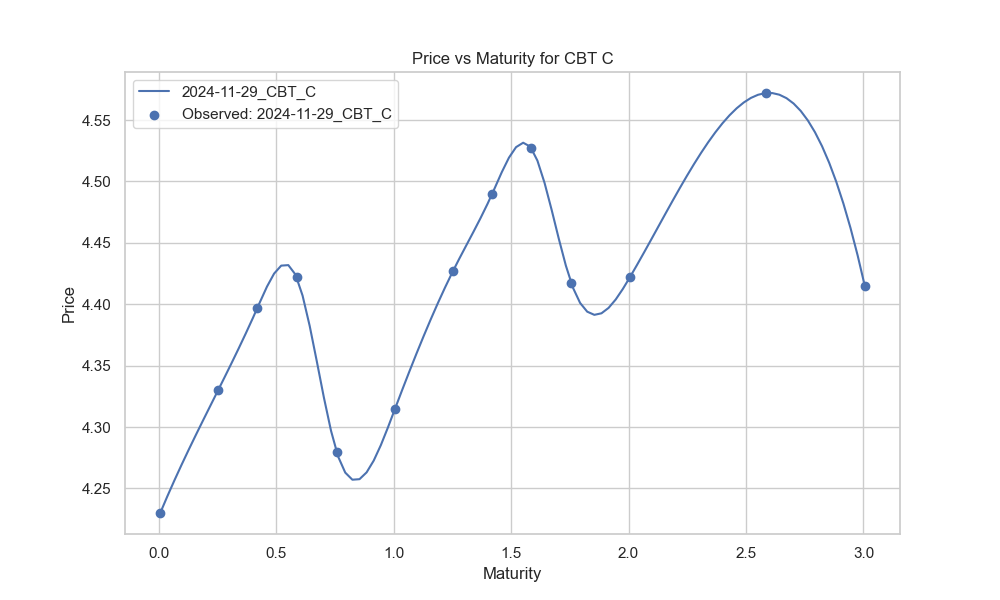 Price vs Maturity for CBT C
2024-11-29_CBT_C
Observed: 2024-11-29_CBT_C
Price
4.55
4.50
4.45
4.40
4.35
4.30
4.25
0.0 0.5 1.0 1.5 2.0 2.5 3.0
Maturity